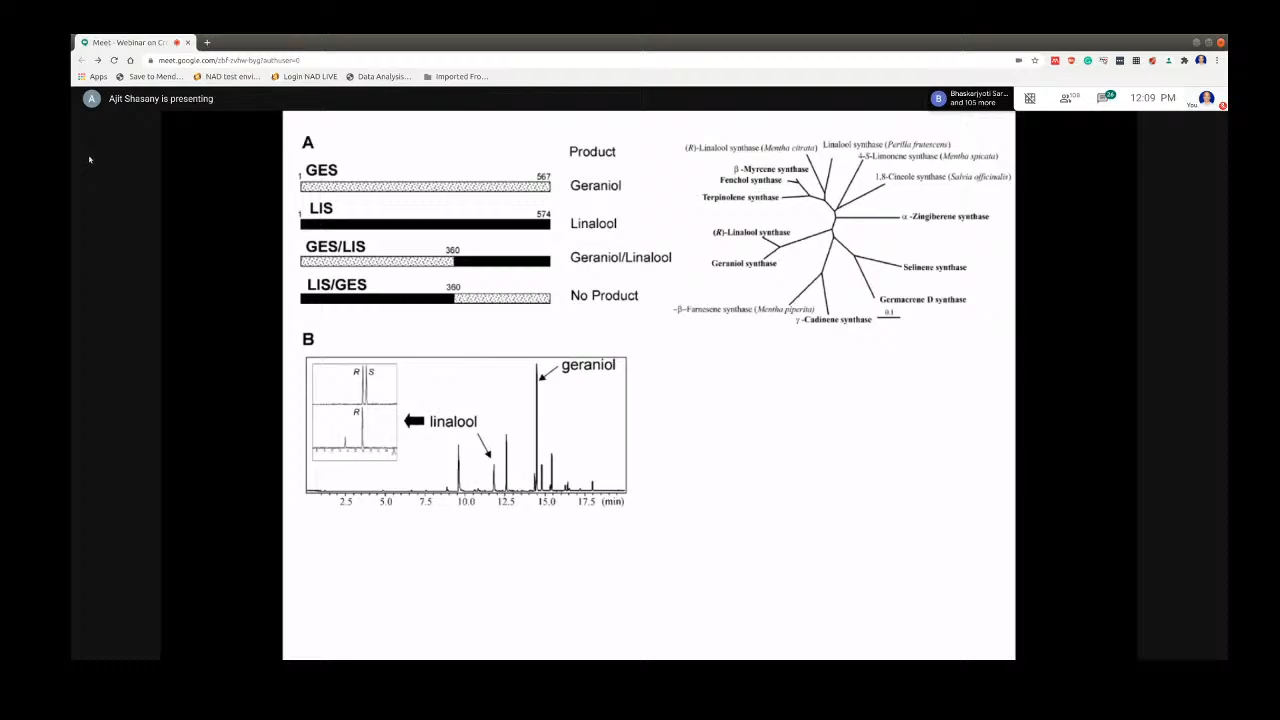 Meet - Webinar on Cr
meet.google.com/zbf-zvhw-byg?authuser=0
Apps Save to Mend... NAD test envi... Login NAD LIVE Data Analysis... Imported Fro...
A Ajit Shasany is presenting
B Bhaskarjyoti Sar...
and 105 more
108
26
12:09 PM
You
A
Product
GES
1 567
Geraniol
LIS
1 574
Linalool
GES/LIS
360
Geraniol/Linalool
LIS/GES
360
No Product
(R)-Linalool synthase (Mentha citrata)
Linalool synthase (Perilla frutescens)
4-S-Limonene synthase (Mentha spicata)
β-Myrcene synthase
Fenchol synthase
1,8-Cineole synthase (Salvia officinalis)
Terpinolene synthase
α-Zingiberene synthase
(R)-Linalool synthase
Geraniol synthase
Selinene synthase
Germacrene D synthase
-β-Farnesene synthase (Mentha piperita)
γ-Cadinene synthase
0.1
B
geraniol
R S
R
linalool
2.5 5.0 7.5 10.0 12.5 15.0 17.5 (min)